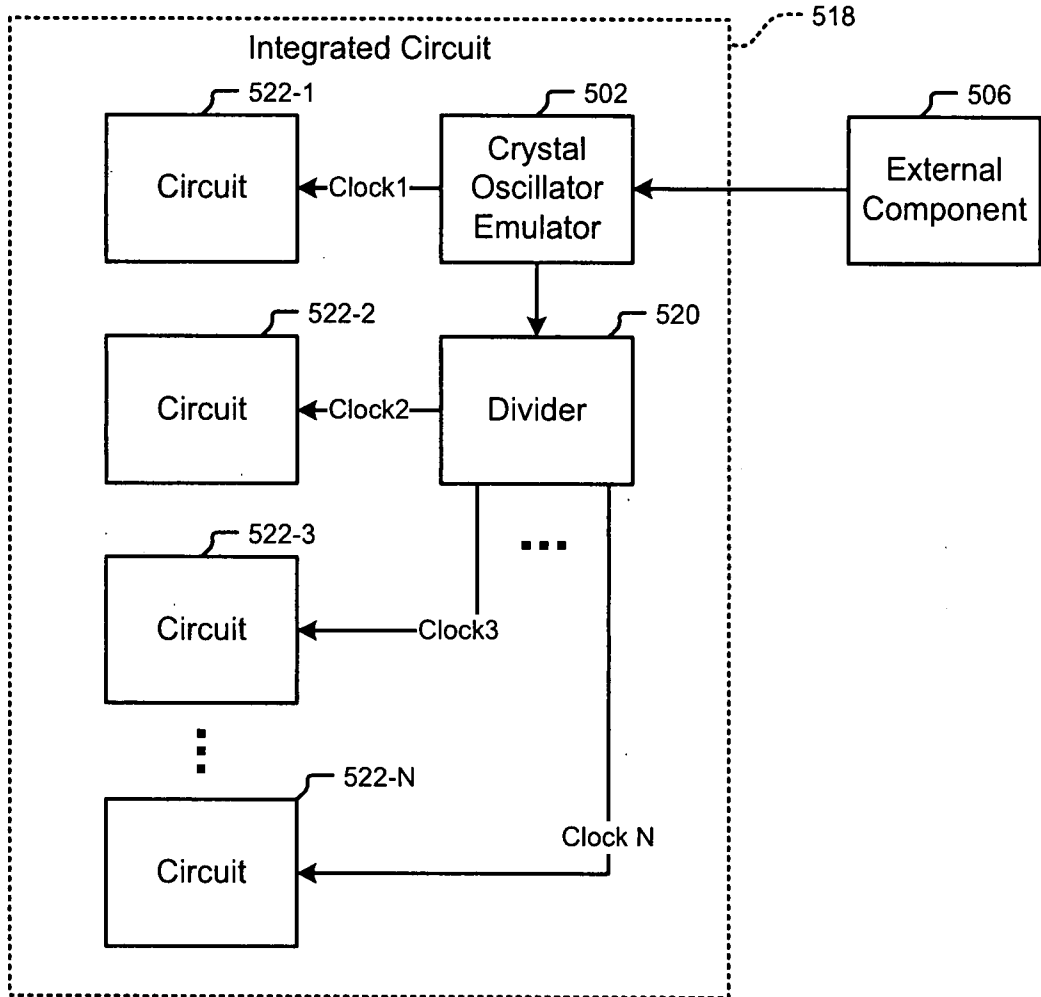 518
Integrated Circuit
522-1
502
506
Circuit
Clock1
Crystal
Oscillator
Emulator
External
Component
522-2
520
Circuit
Clock2
Divider
522-3
Circuit
Clock3
522-N
Circuit
Clock N